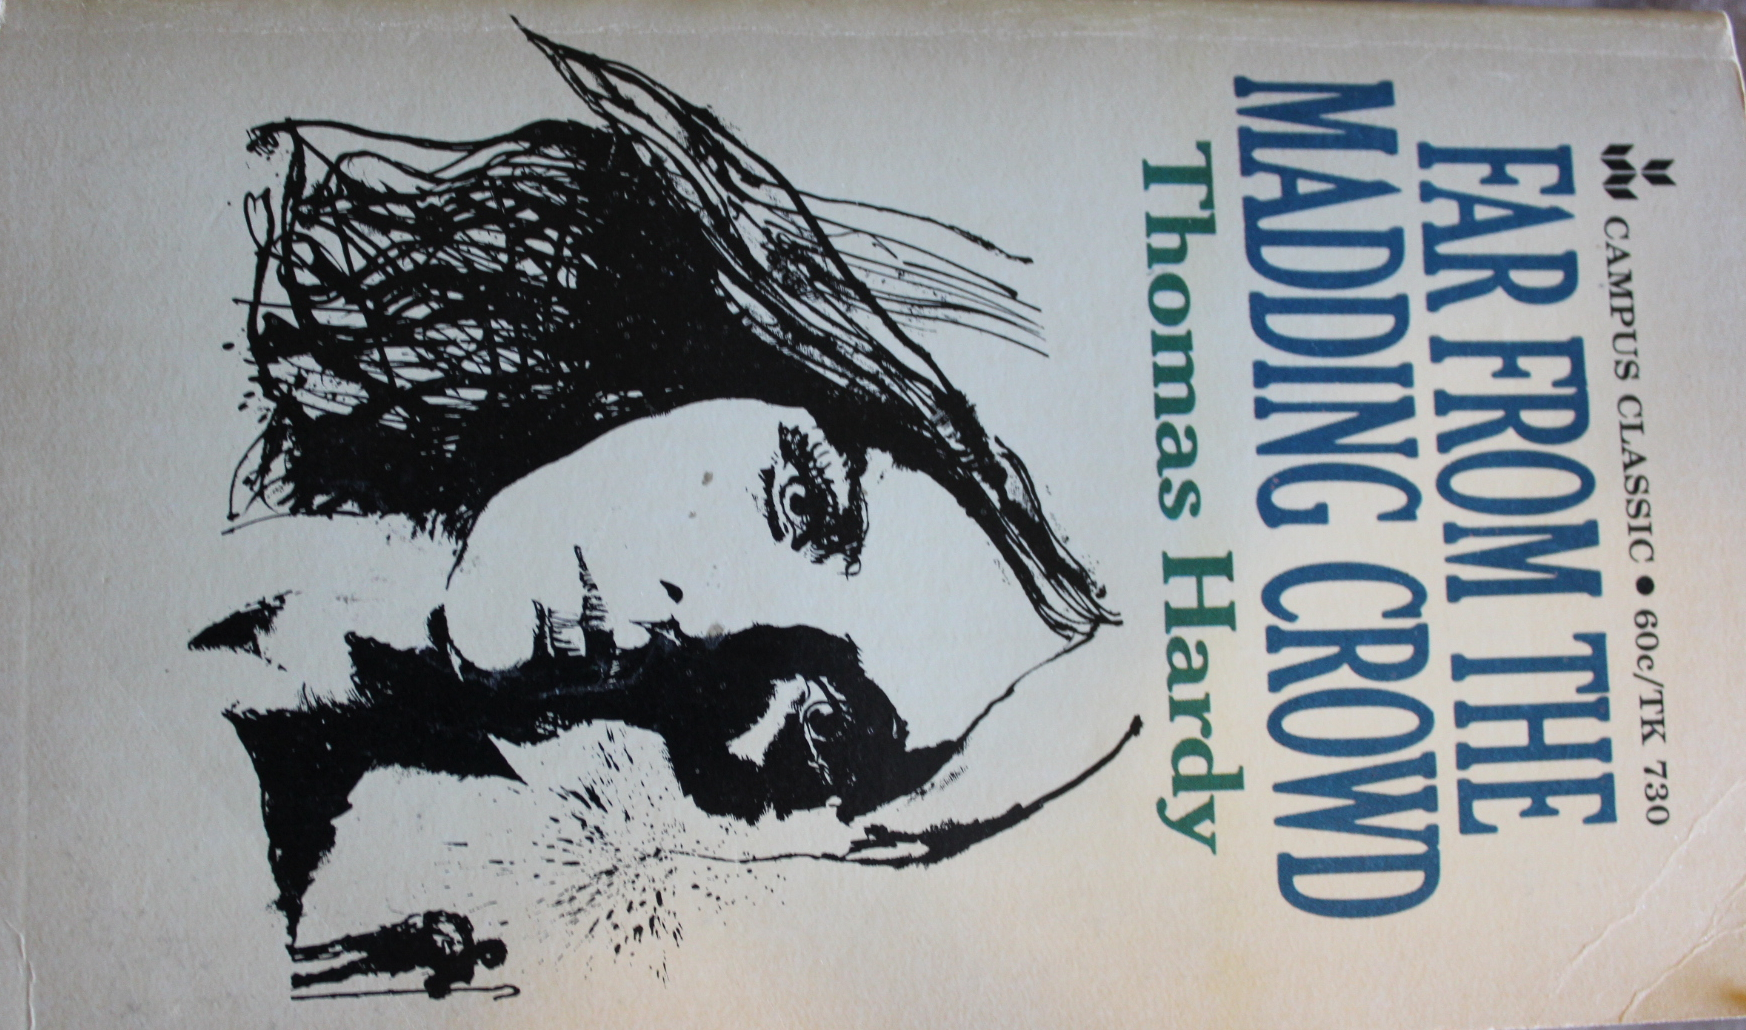 CAMPUS CLASSIC ● 60c/TK 730
FAR FROM THE
MADDING CROWD
Thomas Hardy